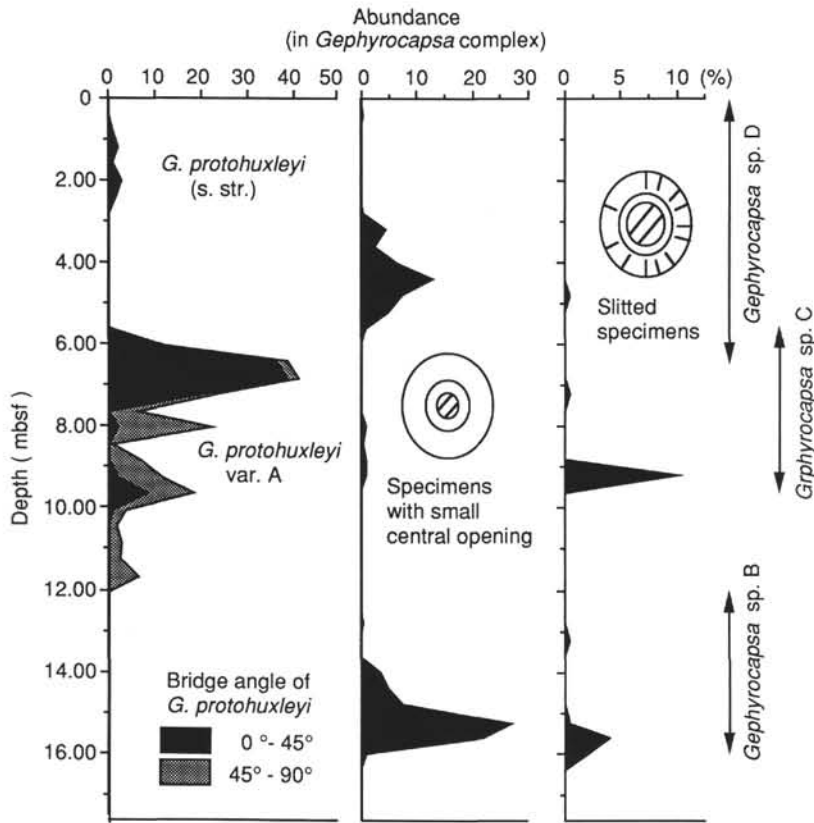 Abundance
(in Gephyrocapsa complex)
0 10 20 30 40 50
0 10 20 30
0 5 10 (%)
0
2.00
4.00
6.00
8.00
10.00
12.00
14.00
16.00
Depth ( mbsf )
G. protohuxleyi
(s. str.)
G. protohuxleyi
var. A
Bridge angle of
G. protohuxleyi
0 °- 45°
45° - 90°
Specimens
with small
central opening
Slitted
specimens
Gephyrocapsa sp. D
Grphyrocapsa sp. C
Gephyrocapsa sp. B